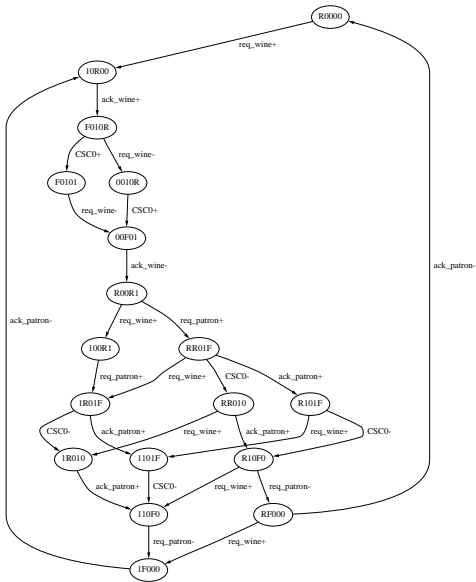 R0000
req_wine+
10R00
ack_wine+
F010R
CSC0+
req_wine-
F0101
0010R
req_wine-
CSC0+
00F01
ack_wine-
R00R1
ack_patron-
ack_patron-
req_wine+
req_patron+
100R1
RR01F
req_patron+
req_wine+
CSC0-
ack_patron+
1R01F
RR010
R101F
CSC0-
ack_patron+
req_wine+
ack_patron+
req_wine+
CSC0-
1R010
1101F
R10F0
ack_patron+
CSC0-
req_wine+
req_patron-
110F0
RF000
req_patron-
req_wine+
1F000